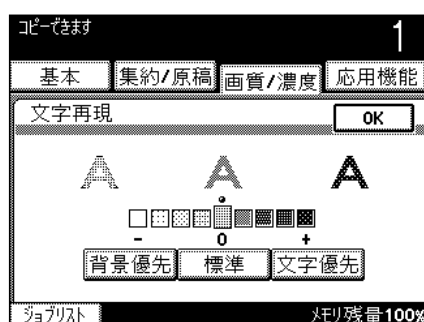 コピーできます
1
基本 集約/原稿 画質/濃度 応用機能
文字再現 OK
A A A
- 0 +
背景優先 標準 文字優先
ジョブリスト メモリ残量100%